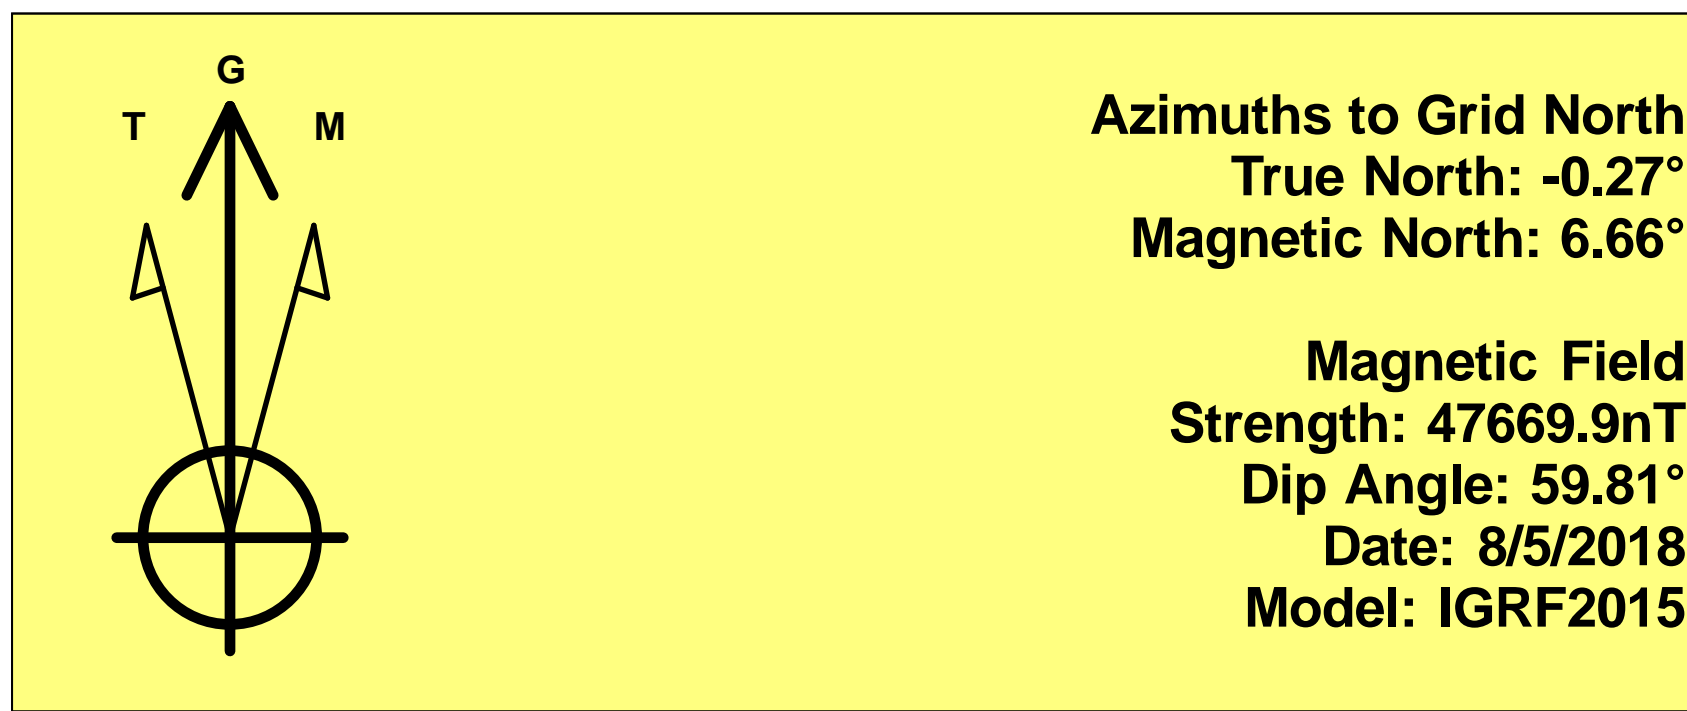 G
T M
Azimuths to Grid North
True North: -0.27°
Magnetic North: 6.66°
Magnetic Field
Strength: 47669.9nT
Dip Angle: 59.81°
Date: 8/5/2018
Model: IGRF2015